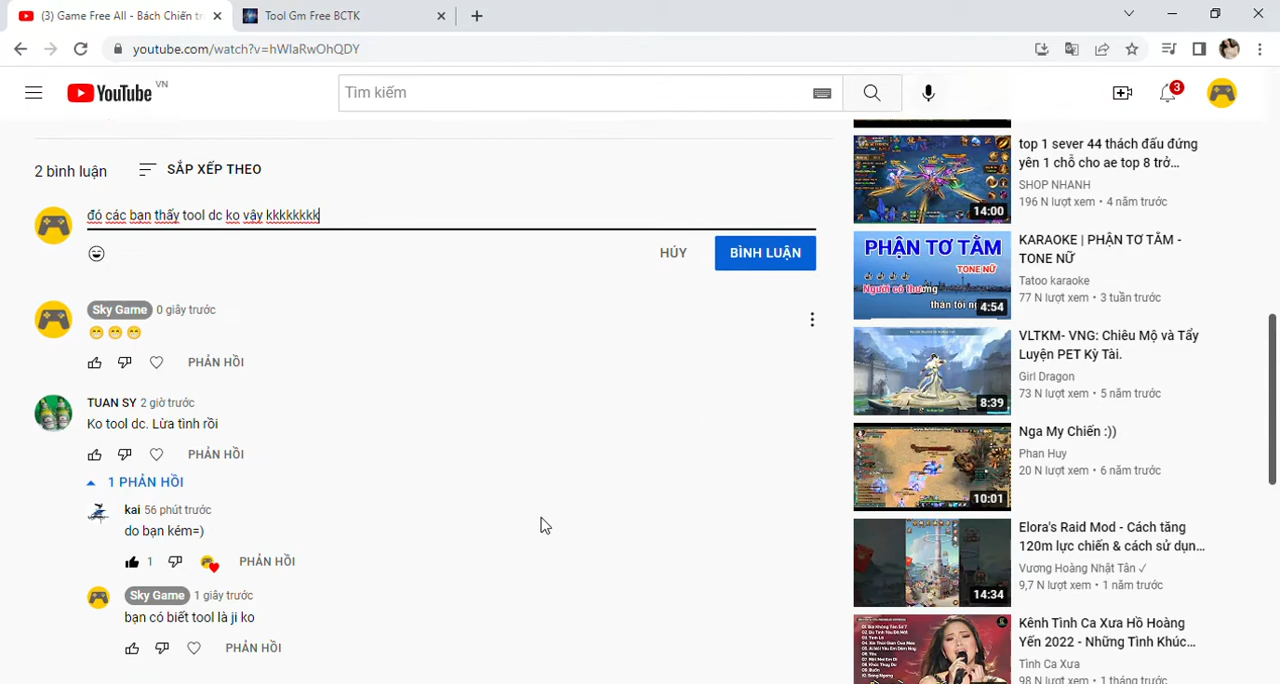 (3) Game Free All - Bách Chiến tr
Tool Gm Free BCTK
youtube.com/watch?v=hWIaRwOhQDY
YouTube VN
Tìm kiếm
3
2 bình luận
SẮP XẾP THEO
đó các bạn thấy tool dc ko vậy kkkkkkkk
HỦY
BÌNH LUẬN
Sky Game 0 giây trước
😁😁😁
PHẢN HỒI
TUAN SY 2 giờ trước
Ko tool dc. Lừa tình rồi
PHẢN HỒI
1 PHẢN HỒI
kai 56 phút trước
do bạn kém=)
1
PHẢN HỒI
Sky Game 1 giây trước
bạn có biết tool là ji ko
PHẢN HỒI
14:00
top 1 sever 44 thách đấu đứng
yên 1 chỗ cho ae top 8 trở…
SHOP NHANH
196 N lượt xem • 4 năm trước
PHẬN TƠ TẰM
TONE NỮ
Người có thương
thân tôi
4:54
KARAOKE | PHẬN TƠ TẰM -
TONE NỮ
Tatoo karaoke
77 N lượt xem • 3 tuần trước
8:39
VLTKM- VNG: Chiêu Mộ và Tẩy
Luyện PET Kỳ Tài.
Girl Dragon
73 N lượt xem • 5 năm trước
10:01
Nga My Chiến :))
Phan Huy
20 N lượt xem • 6 năm trước
14:34
Elora's Raid Mod - Cách tăng
120m lực chiến & cách sử dụn…
Vương Hoàng Nhật Tân ✓
9,7 N lượt xem • 1 năm trước
Kênh Tình Ca Xưa Hồ Hoàng
Yến 2022 - Những Tình Khúc…
Tình Ca Xưa
98 N lượt xem • 1 tháng trước